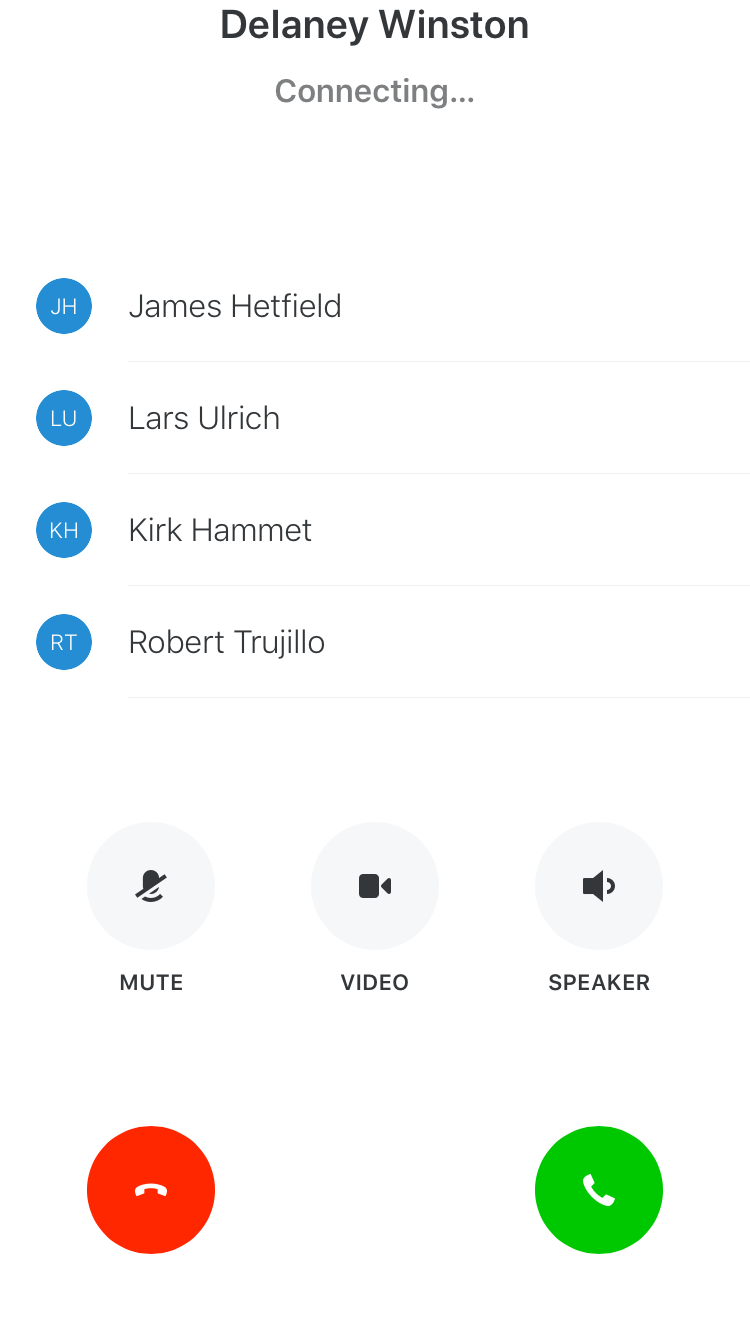 Delaney Winston
Connecting...
JH James Hetfield
LU Lars Ulrich
KH Kirk Hammet
RT Robert Trujillo
MUTE VIDEO SPEAKER